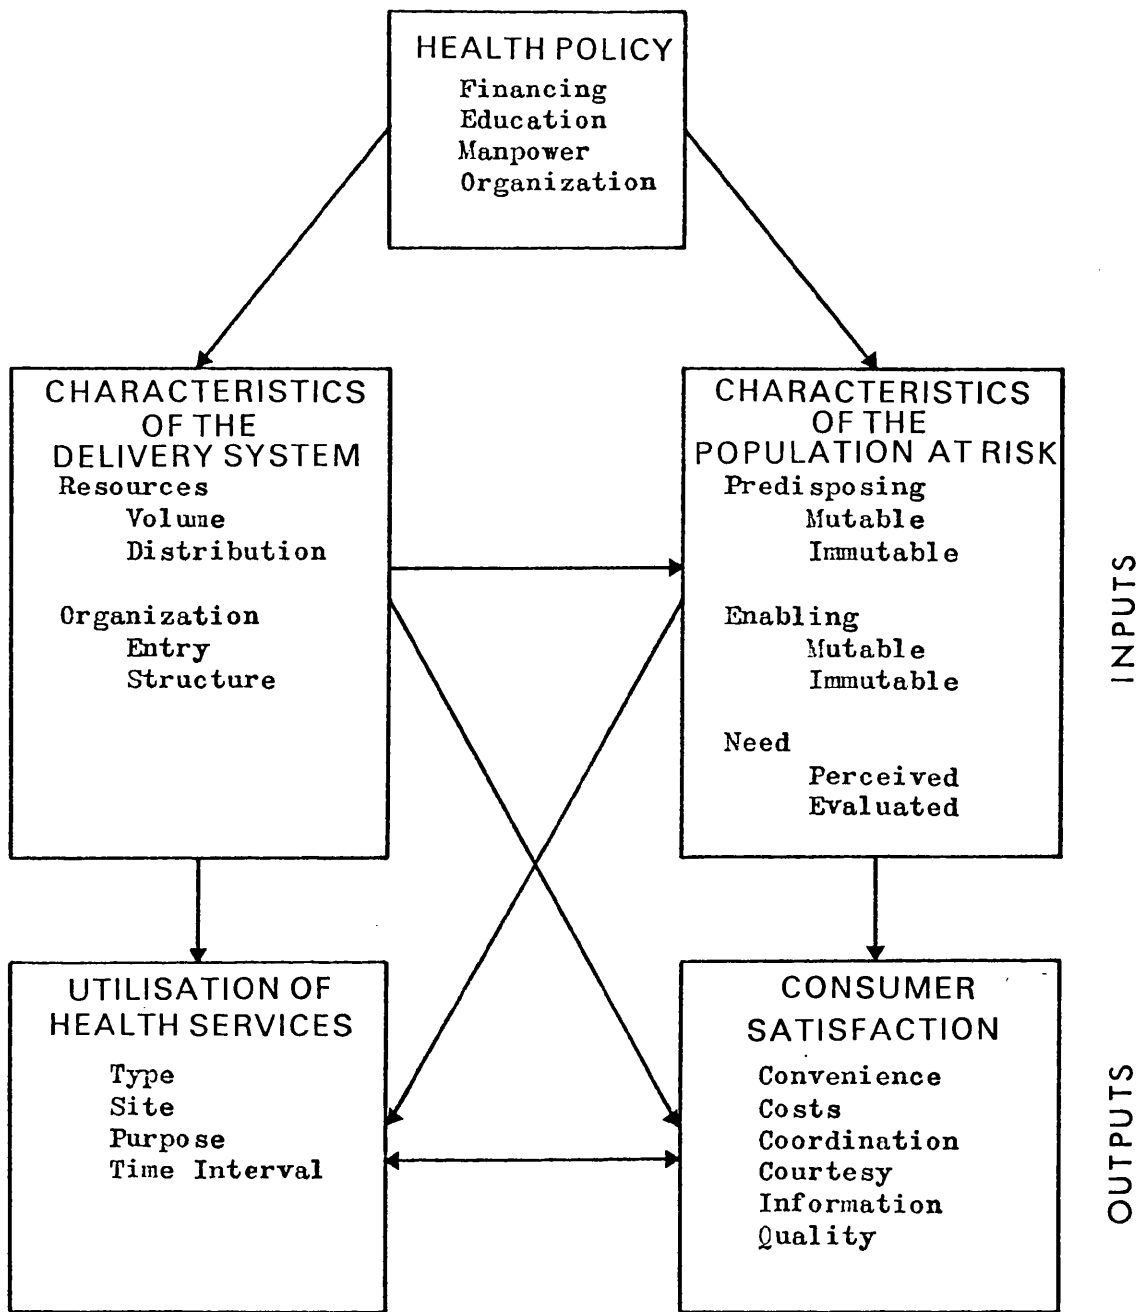 HEALTH POLICY
Financing
Education
Manpower
Organization
CHARACTERISTICS
OF THE
DELIVERY SYSTEM
Resources
Volume
Distribution
Organization
Entry
Structure
CHARACTERISTICS
OF THE
POPULATION AT RISK
Predisposing
Mutable
Immutable
Enabling
Mutable
Immutable
Need
Perceived
Evaluated
INPUTS
UTILISATION OF
HEALTH SERVICES
Type
Site
Purpose
Time Interval
CONSUMER
SATISFACTION
Convenience
Costs
Coordination
Courtesy
Information
Quality
OUTPUTS